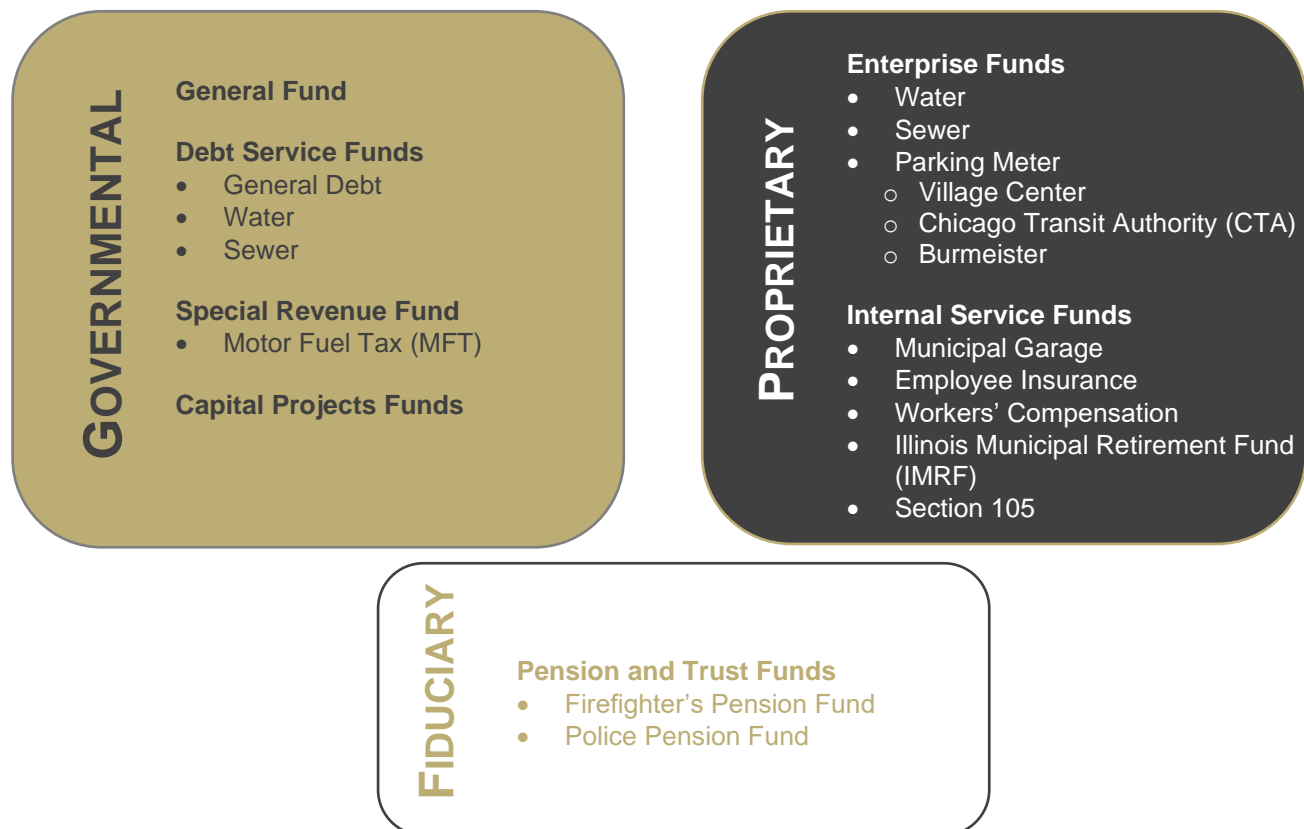 GOVERNMENTAL
General Fund
Debt Service Funds
• General Debt
• Water
• Sewer
Special Revenue Fund
• Motor Fuel Tax (MFT)
Capital Projects Funds
PROPRIETARY
Enterprise Funds
• Water
• Sewer
• Parking Meter
o Village Center
o Chicago Transit Authority (CTA)
o Burmeister
Internal Service Funds
• Municipal Garage
• Employee Insurance
• Workers’ Compensation
• Illinois Municipal Retirement Fund
(IMRF)
• Section 105
FIDUCIARY
Pension and Trust Funds
• Firefighter’s Pension Fund
• Police Pension Fund